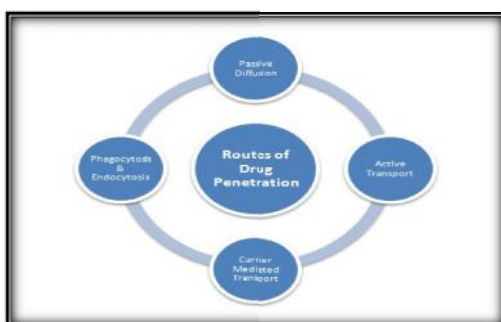 Passive
Diffusion
Phagocytosis
&
Endocytosis
Routes of
Drug
Penetration
Active
Transport
Carrier
Mediated
Transport